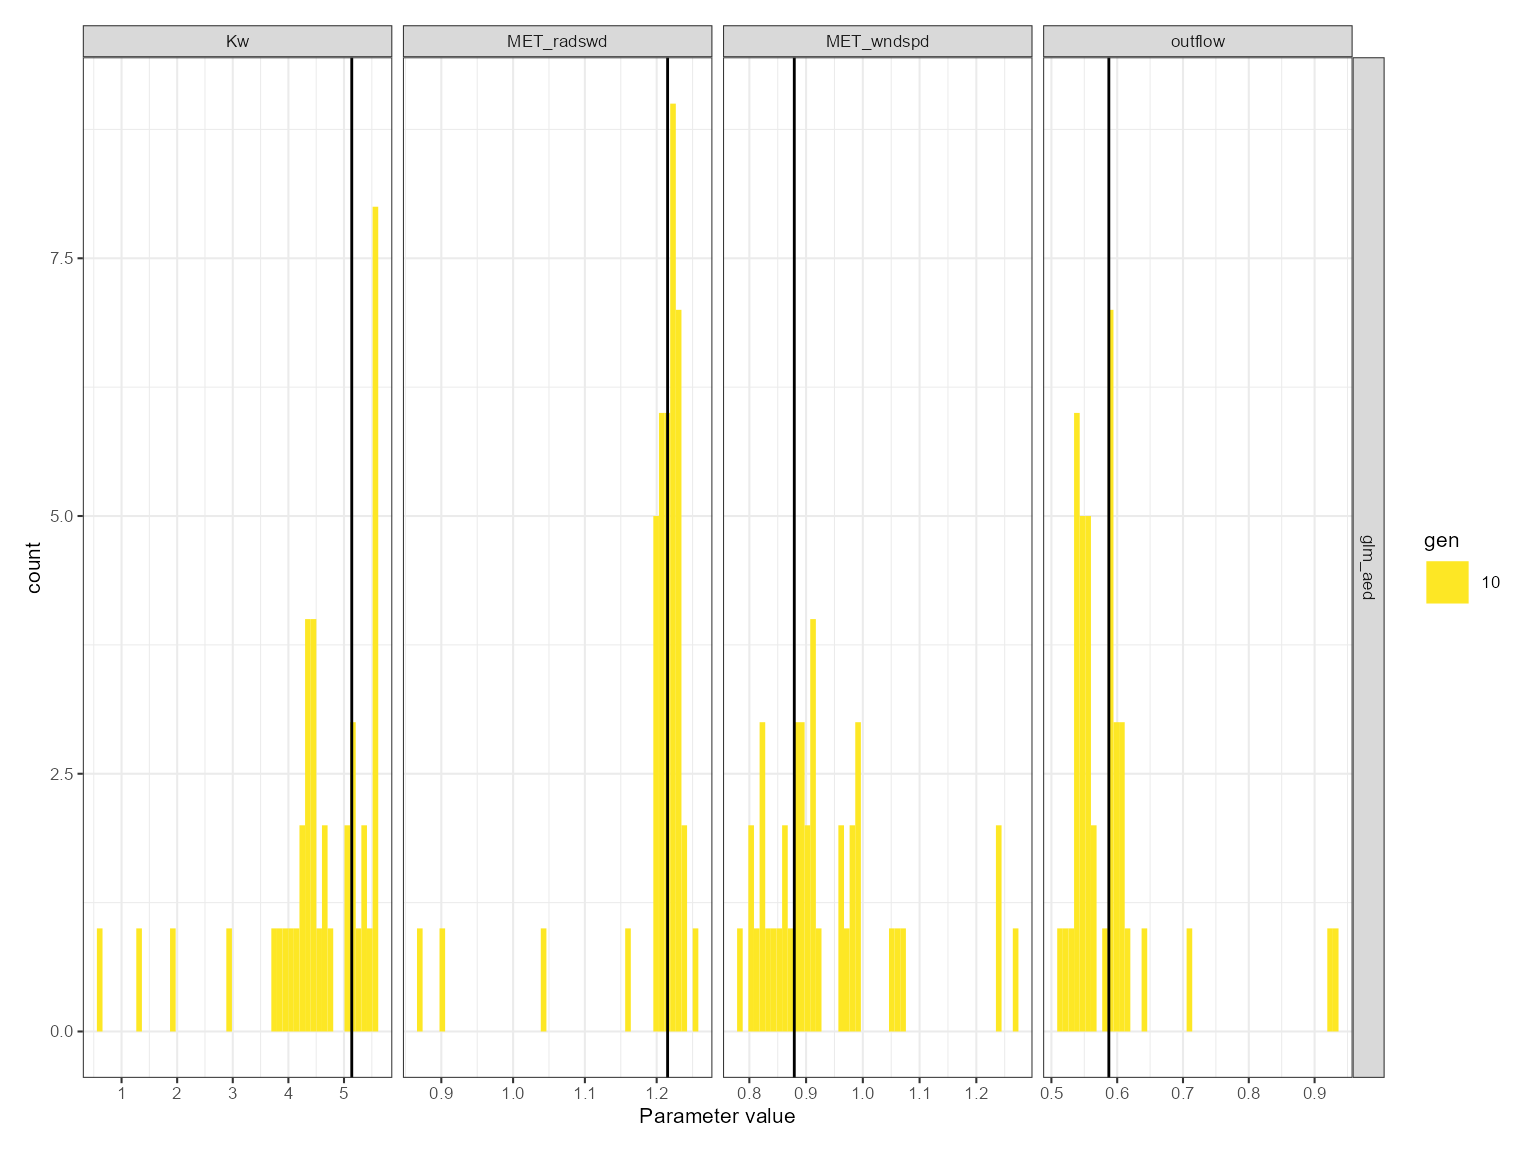 Kw MET_radswd MET_wndspd outflow
7.5
5.0
2.5
0.0
count
glm_aed
gen
10
1 2 3 4 5 0.9 1.0 1.1 1.2 0.8 0.9 1.0 1.1 1.2 0.5 0.6 0.7 0.8 0.9
Parameter value